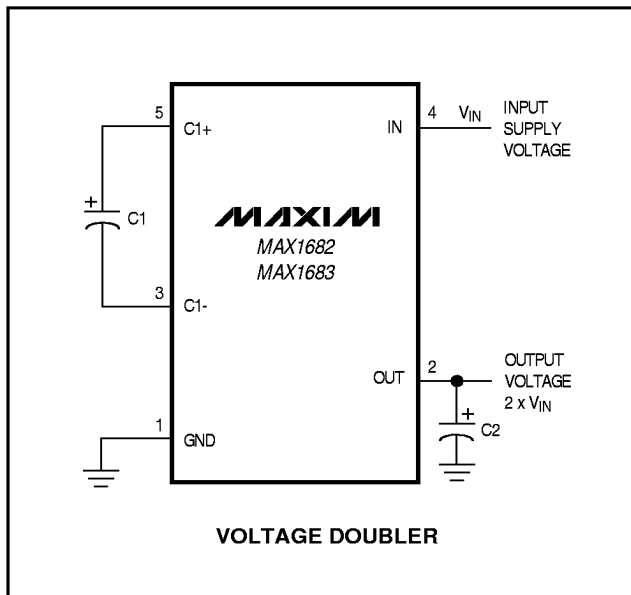 5
C1+
IN
4
VIN
INPUT
SUPPLY
VOLTAGE
+
C1
MAXIM
MAX1682
MAX1683
3
C1-
OUT
2
OUTPUT
VOLTAGE
2 x VIN
1
GND
+
C2
VOLTAGE DOUBLER